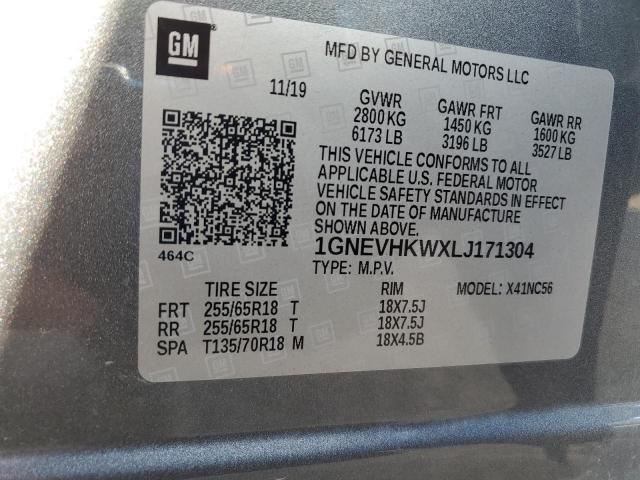 GM
MFD BY GENERAL MOTORS LLC
11/19
GVWR GAWR FRT GAWR RR
2800 KG 1450 KG 1600 KG
6173 LB 3196 LB 3527 LB
THIS VEHICLE CONFORMS TO ALL
APPLICABLE U.S. FEDERAL MOTOR
VEHICLE SAFETY STANDARDS IN EFFECT
ON THE DATE OF MANUFACTURE
SHOWN ABOVE.
464C
1GNEVHKWXLJ171304
TYPE: M.P.V. MODEL: X41NC56
TIRE SIZE RIM
FRT 255/65R18 T 18X7.5J
RR 255/65R18 T 18X7.5J
SPA T135/70R18 M 18X4.5B